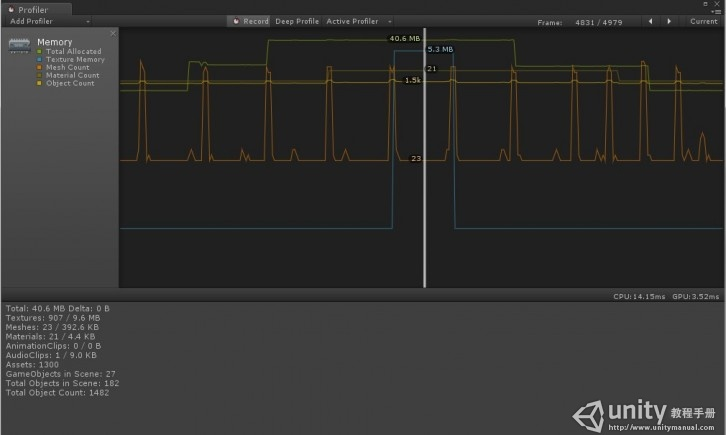 Profiler
Add Profiler
Record
Deep Profile
Active Profiler
Frame: 4831 / 4979
Current
Memory
Total Allocated
Texture Memory
Mesh Count
Material Count
Object Count
40.6 MB
5.3 MB
21
1.5k
23
CPU:14.15ms GPU:3.52ms
Total: 40.6 MB Delta: 0 B
Textures: 907 / 9.6 MB
Meshes: 23 / 392.6 KB
Materials: 21 / 4.4 KB
AnimationClips: 0 / 0 B
AudioClips: 1 / 9.0 KB
Assets: 1300
GameObjects in Scene: 27
Total Objects in Scene: 182
Total Object Count: 1482
unity 教程手册
http://www.unitymanual.com